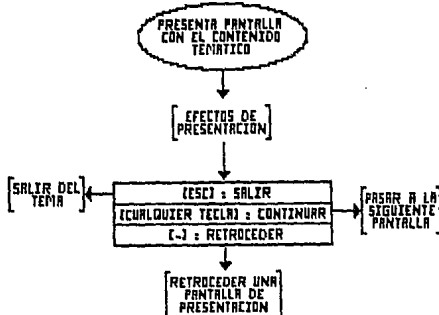 PRESENTA PANTALLA
CON EL CONTENIDO
TEMATICO
EFECTOS DE
PRESENTACION
SALIR DEL
TEMA
[ESC] : SALIR
[CUALQUIER TECLA] : CONTINUAR
[←] : RETROCEDER
PASAR A LA
SIGUIENTE
PANTALLA
RETROCEDER UNA
PANTALLA DE
PRESENTACION